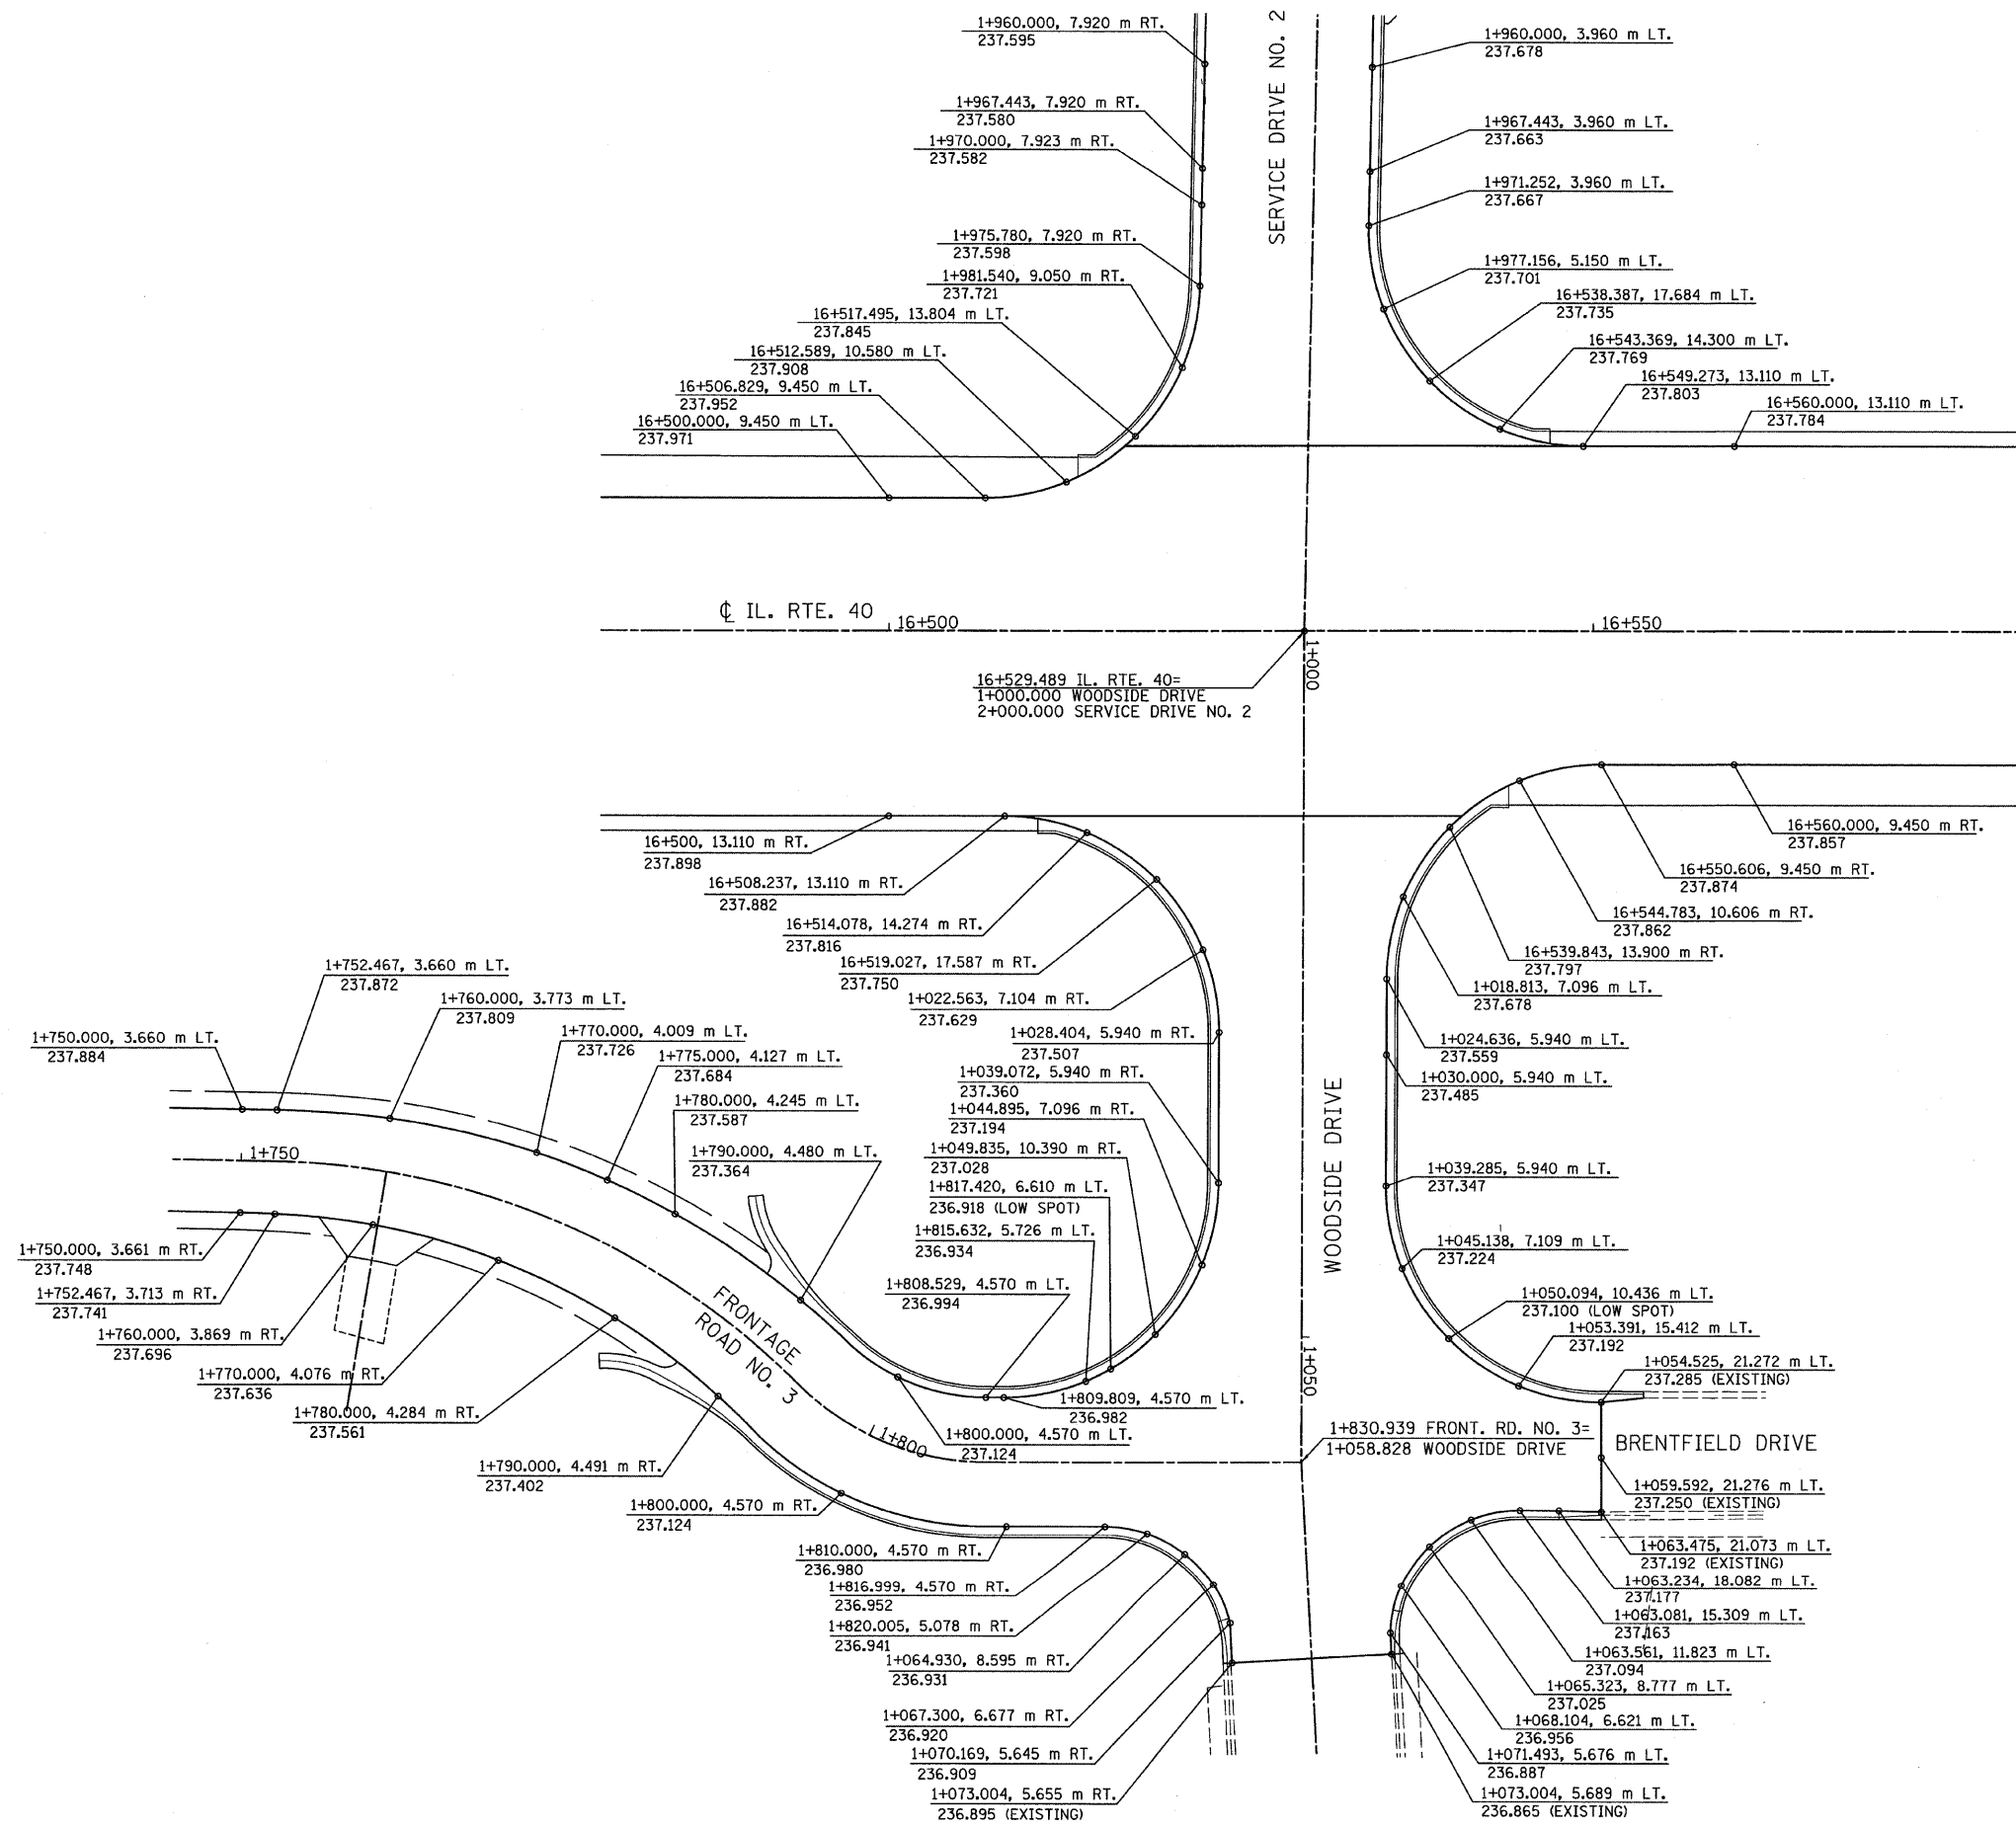 1+960.000, 7.920 m RT.
237.595
1+967.443, 7.920 m RT.
237.580
1+970.000, 7.923 m RT.
237.582
1+975.780, 7.920 m RT.
237.598
1+981.540, 9.050 m RT.
237.721
16+517.495, 13.804 m LT.
237.845
16+512.589, 10.580 m LT.
237.908
16+506.829, 9.450 m LT.
237.952
16+500.000, 9.450 m LT.
237.971
SERVICE DRIVE NO. 2
1+960.000, 3.960 m LT.
237.678
1+967.443, 3.960 m LT.
237.663
1+971.252, 3.960 m LT.
237.667
1+977.156, 5.150 m LT.
237.701
16+538.387, 17.684 m LT.
237.735
16+543.369, 14.300 m LT.
237.769
16+549.273, 13.110 m LT.
237.803
16+560.000, 13.110 m LT.
237.784
℄ IL. RTE. 40
16+500
16+550
1+000
16+529.489 IL. RTE. 40=
1+000.000 WOODSIDE DRIVE
2+000.000 SERVICE DRIVE NO. 2
16+500, 13.110 m RT.
237.898
16+508.237, 13.110 m RT.
237.882
16+514.078, 14.274 m RT.
237.816
16+519.027, 17.587 m RT.
237.750
1+022.563, 7.104 m RT.
237.629
1+028.404, 5.940 m RT.
237.507
1+039.072, 5.940 m RT.
237.360
1+044.895, 7.096 m RT.
237.194
1+049.835, 10.390 m RT.
237.028
1+817.420, 6.610 m LT.
236.918 (LOW SPOT)
1+815.632, 5.726 m LT.
236.934
1+808.529, 4.570 m LT.
236.994
16+560.000, 9.450 m RT.
237.857
16+550.606, 9.450 m RT.
237.874
16+544.783, 10.606 m RT.
237.862
16+539.843, 13.900 m RT.
237.797
1+018.813, 7.096 m LT.
237.678
1+024.636, 5.940 m LT.
237.559
1+030.000, 5.940 m LT.
237.485
WOODSIDE DRIVE
1+039.285, 5.940 m LT.
237.347
1+045.138, 7.109 m LT.
237.224
1+050.094, 10.436 m LT.
237.100 (LOW SPOT)
1+053.391, 15.412 m LT.
237.192
1+054.525, 21.272 m LT.
237.285 (EXISTING)
1+050
1+752.467, 3.660 m LT.
237.872
1+760.000, 3.773 m LT.
237.809
1+750.000, 3.660 m LT.
237.884
1+770.000, 4.009 m LT.
237.726
1+775.000, 4.127 m LT.
237.684
1+780.000, 4.245 m LT.
237.587
1+790.000, 4.480 m LT.
237.364
1+750
FRONTAGE
ROAD NO. 3
1+750.000, 3.661 m RT.
237.748
1+752.467, 3.713 m RT.
237.741
1+760.000, 3.869 m RT.
237.696
1+770.000, 4.076 m RT.
237.636
1+780.000, 4.284 m RT.
237.561
1+790.000, 4.491 m RT.
237.402
1+800.000, 4.570 m RT.
237.124
1+800
1+809.809, 4.570 m LT.
236.982
1+800.000, 4.570 m LT.
237.124
1+830.939 FRONT. RD. NO. 3=
1+058.828 WOODSIDE DRIVE
BRENTFIELD DRIVE
1+059.592, 21.276 m LT.
237.250 (EXISTING)
1+063.475, 21.073 m LT.
237.192 (EXISTING)
1+063.234, 18.082 m LT.
237.177
1+063.081, 15.309 m LT.
237.163
1+063.561, 11.823 m LT.
237.094
1+065.323, 8.777 m LT.
237.025
1+068.104, 6.621 m LT.
236.956
1+071.493, 5.676 m LT.
236.887
1+073.004, 5.689 m LT.
236.865 (EXISTING)
1+810.000, 4.570 m RT.
236.980
1+816.999, 4.570 m RT.
236.952
1+820.005, 5.078 m RT.
236.941
1+064.930, 8.595 m RT.
236.931
1+067.300, 6.677 m RT.
236.920
1+070.169, 5.645 m RT.
236.909
1+073.004, 5.655 m RT.
236.895 (EXISTING)